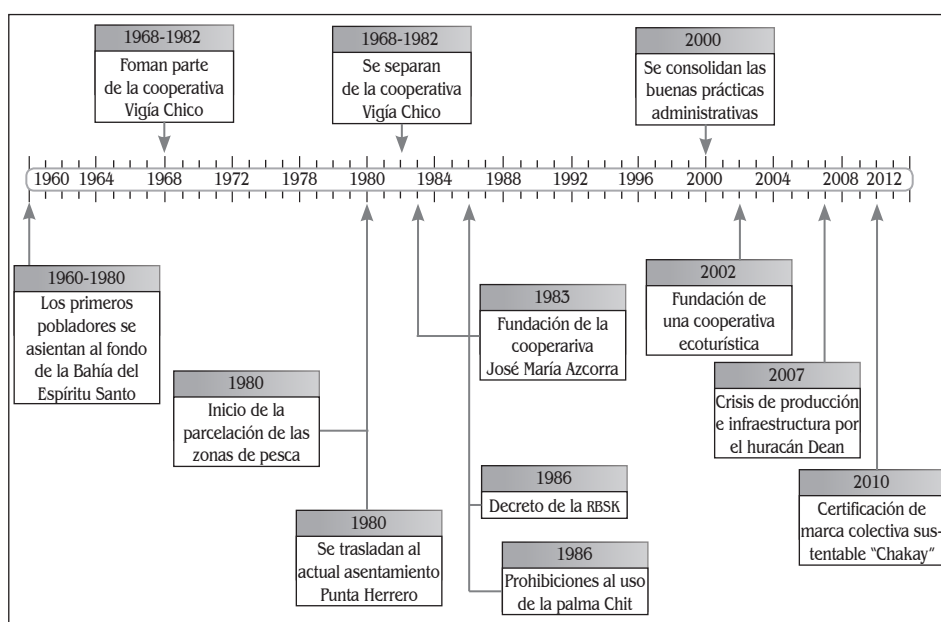 1968-1982
Foman parte
de la cooperativa
Vigía Chico
1968-1982
Se separan
de la cooperativa
Vigía Chico
2000
Se consolidan las
buenas prácticas
administrativas
1960 1964 1968 1972 1978 1980 1984 1988 1992 1996 2000 2004 2008 2012
1960-1980
Los primeros
pobladores se
asientan al fondo
de la Bahía del
Espíritu Santo
1980
Inicio de la
parcelación de las
zonas de pesca
1980
Se trasladan al
actual asentamiento
Punta Herrero
1983
Fundación de la
cooperariva
José María Azcorra
1986
Decreto de la RBSK
1986
Prohibiciones al uso
de la palma Chit
2002
Fundación de
una cooperativa
ecoturística
2007
Crisis de producción
e infraestructura por
el huracán Dean
2010
Certificación de
marca colectiva sus-
tentable "Chakay"